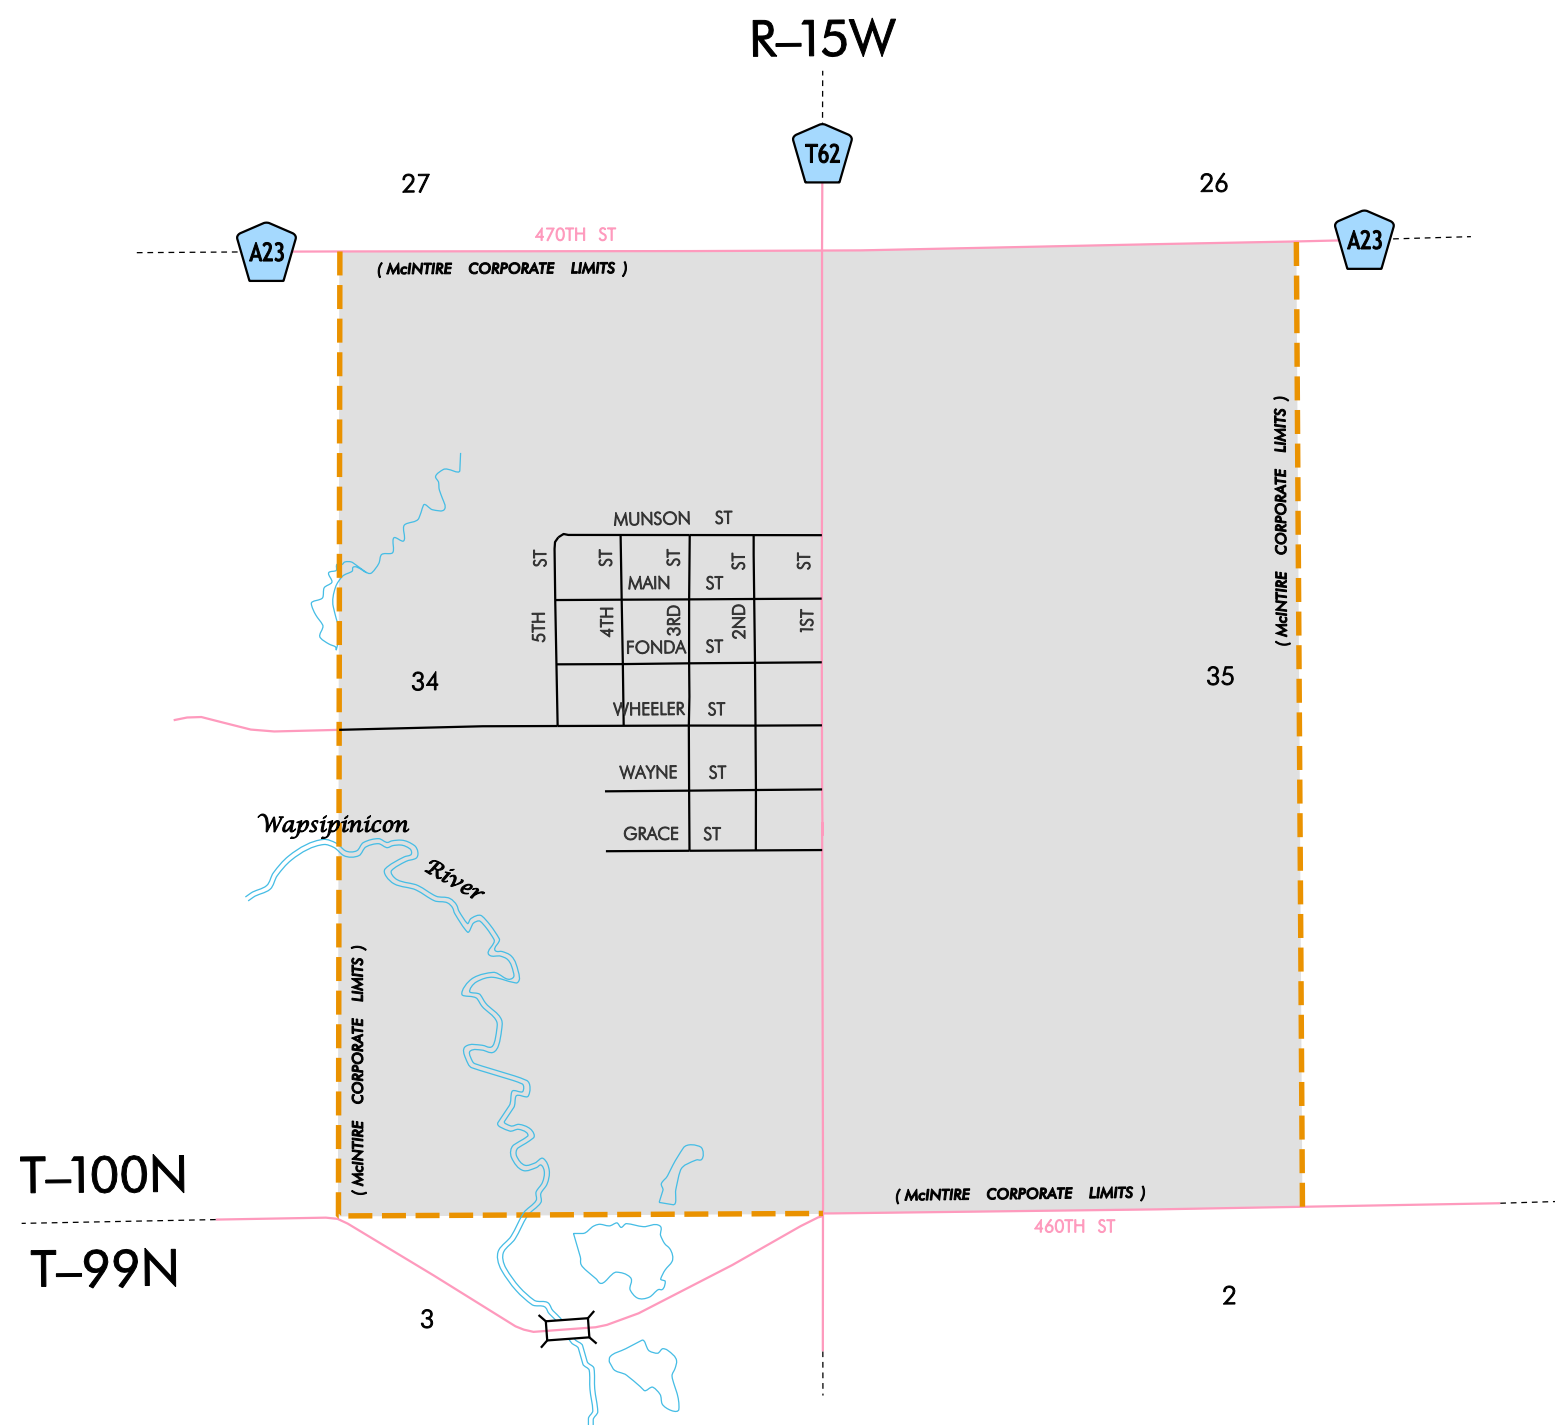 R–15W
T62
27
26
A23
470TH ST
A23
( McINTIRE CORPORATE LIMITS )
( McINTIRE CORPORATE LIMITS )
MUNSON ST
5TH ST
4TH ST
3RD ST
2ND ST
1ST ST
MAIN ST
FONDA ST
34
35
WHEELER ST
WAYNE ST
Wapsipinicon
River
GRACE ST
( McINTIRE CORPORATE LIMITS )
T–100N
( McINTIRE CORPORATE LIMITS )
460TH ST
T–99N
3
2